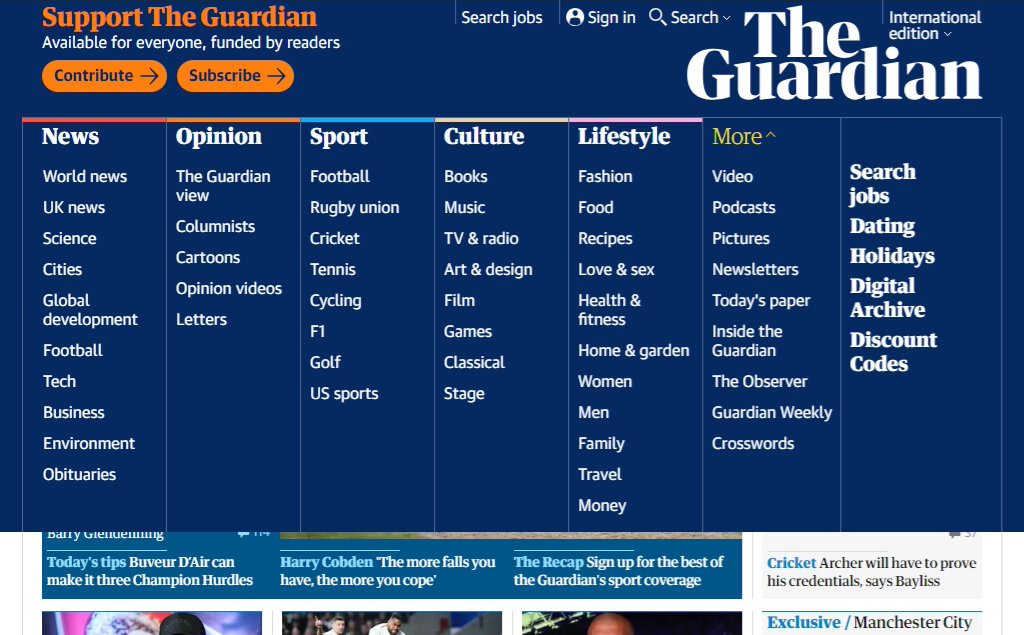 Support The Guardian
Available for everyone, funded by readers
Contribute
Subscribe
Search jobs
Sign in
Search
The
Guardian
International
edition
News
World news
UK news
Science
Cities
Global
development
Football
Tech
Business
Environment
Obituaries
Opinion
The Guardian
view
Columnists
Cartoons
Opinion videos
Letters
Sport
Football
Rugby union
Cricket
Tennis
Cycling
F1
Golf
US sports
Culture
Books
Music
TV & radio
Art & design
Film
Games
Classical
Stage
Lifestyle
Fashion
Food
Recipes
Love & sex
Health &
fitness
Home & garden
Women
Men
Family
Travel
Money
More
Video
Podcasts
Pictures
Newsletters
Today's paper
Inside the
Guardian
The Observer
Guardian Weekly
Crosswords
Search
jobs
Dating
Holidays
Digital
Archive
Discount
Codes
Barry Glendenning
Today's tips Buveur D'Air can
make it three Champion Hurdles
Harry Cobden 'The more falls you
have, the more you cope'
The Recap Sign up for the best of
the Guardian's sport coverage
Cricket Archer will have to prove
his credentials, says Bayliss
Exclusive / Manchester City